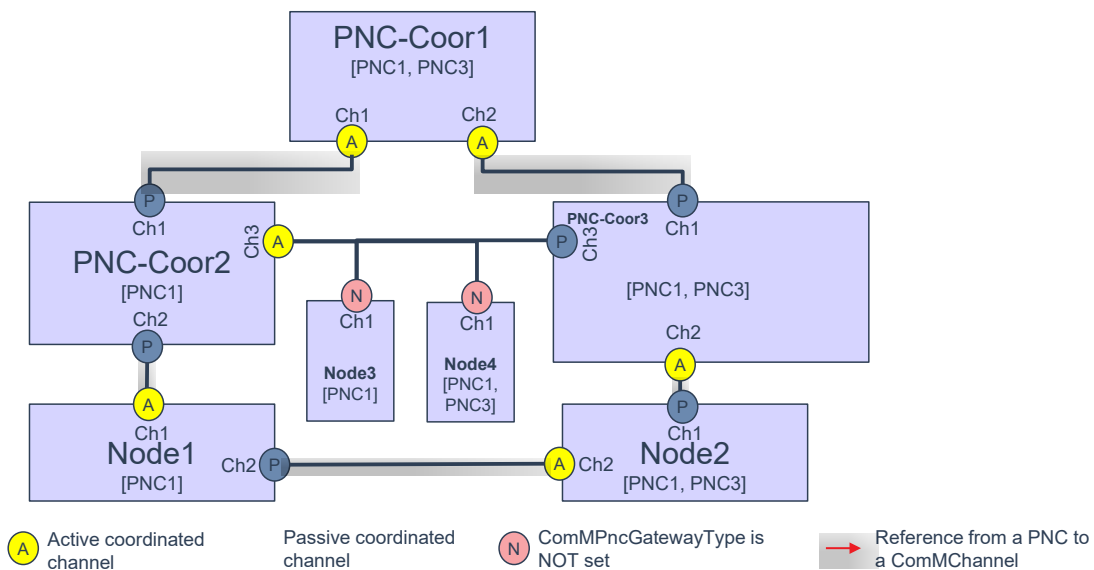 PNC-Coor1
[PNC1, PNC3]
Ch1
Ch2
A
A
P
P
Ch1
PNC-Coor3
Ch1
Ch3
A
P
Ch3
PNC-Coor2
[PNC1]
[PNC1, PNC3]
N
N
Ch1
Ch1
Ch2
P
Ch2
A
Node3
[PNC1]
Node4
[PNC1,
PNC3]
A
P
Ch1
Ch1
Node1
[PNC1]
Ch2
P
A
Ch2
Node2
[PNC1, PNC3]
A
Active coordinated
channel
Passive coordinated
channel
N
ComMPncGatewayType is
NOT set
Reference from a PNC to
a ComMChannel